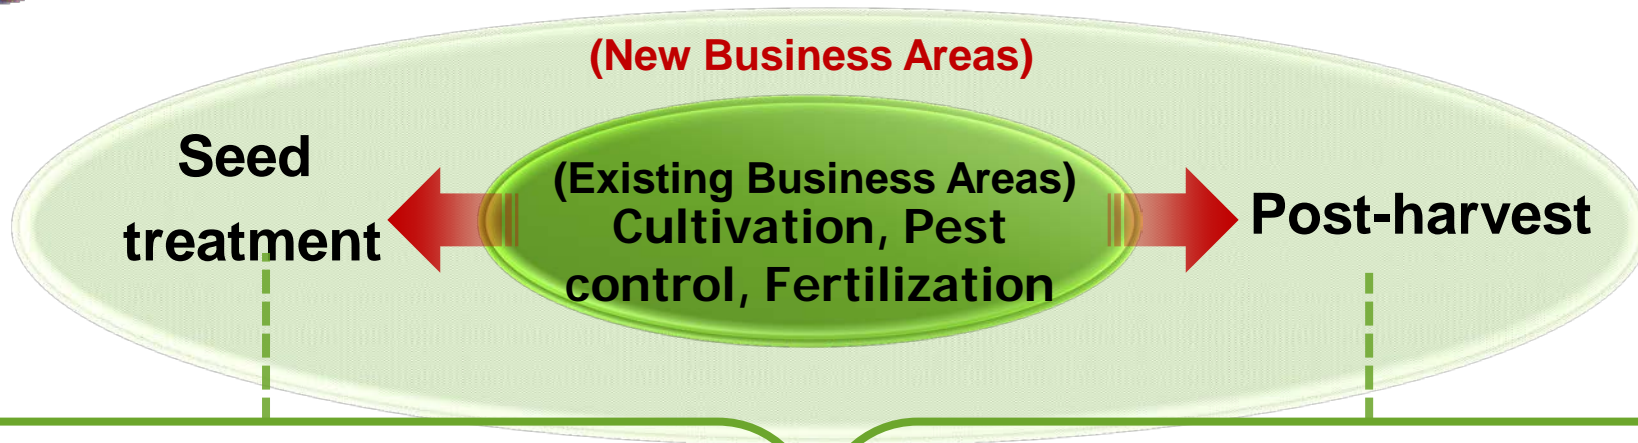 (New Business Areas)
Seed
treatment
(Existing Business Areas)
Cultivation, Pest
control, Fertilization
Post-harvest